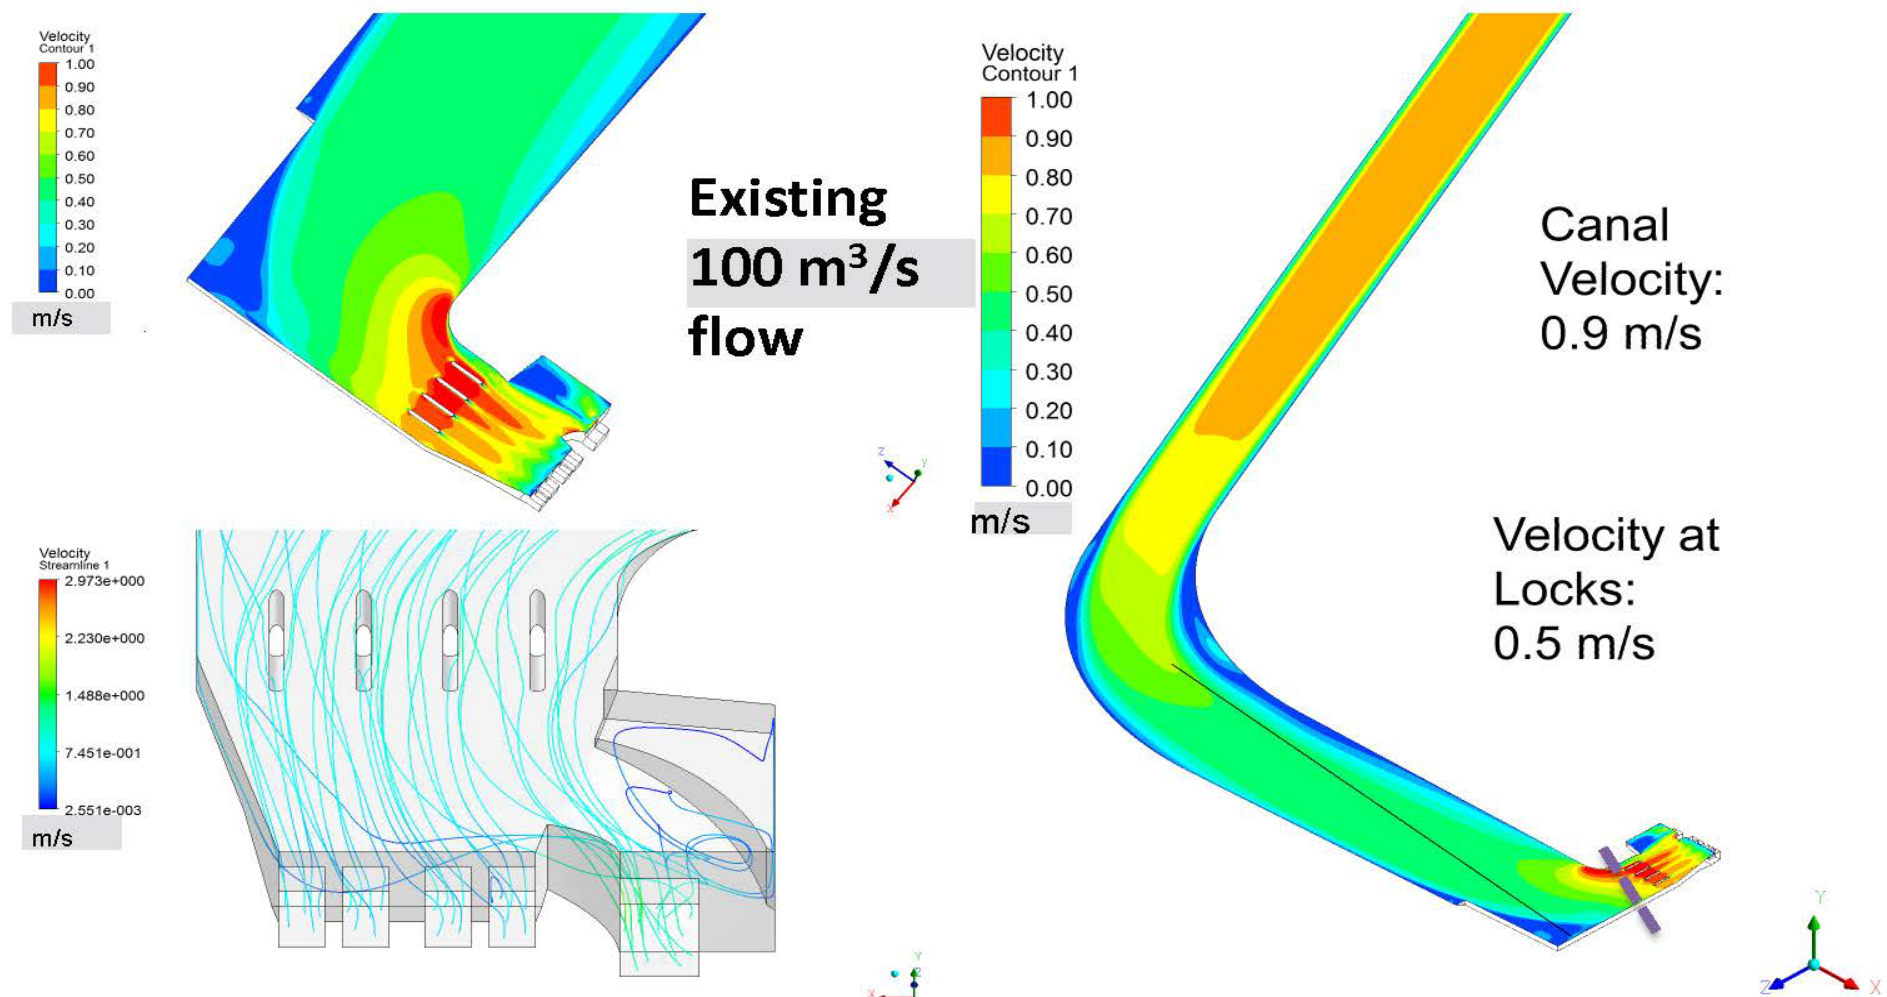 Velocity
Contour 1
1.00
0.90
0.80
0.70
0.60
0.50
0.40
0.30
0.20
0.10
0.00
m/s
Existing
100 m³/s
flow
Z
Y
X
Velocity
Streamline 1
2.973e+000
2.230e+000
1.488e+000
7.451e-001
2.551e-003
m/s
Y
Z
X
Velocity
Contour 1
1.00
0.90
0.80
0.70
0.60
0.50
0.40
0.30
0.20
0.10
0.00
m/s
Canal
Velocity:
0.9 m/s
Velocity at
Locks:
0.5 m/s
Y
Z
X